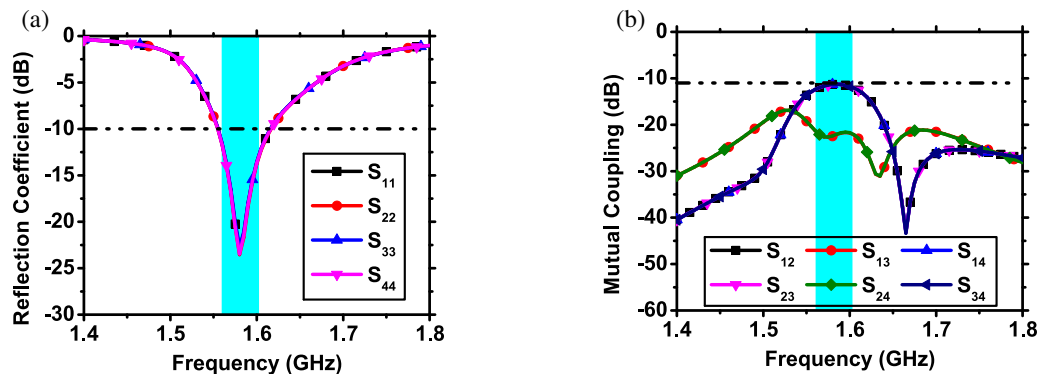 (a)
0
-5
-10
-15
-20
-25
-30
1.4 1.5 1.6 1.7 1.8
Reflection Coefficient (dB)
Frequency (GHz)
S11
S22
S33
S44
(b)
0
-10
-20
-30
-40
-50
-60
1.4 1.5 1.6 1.7 1.8
Mutual Coupling (dB)
Frequency (GHz)
S12 S13 S14
S23 S24 S34